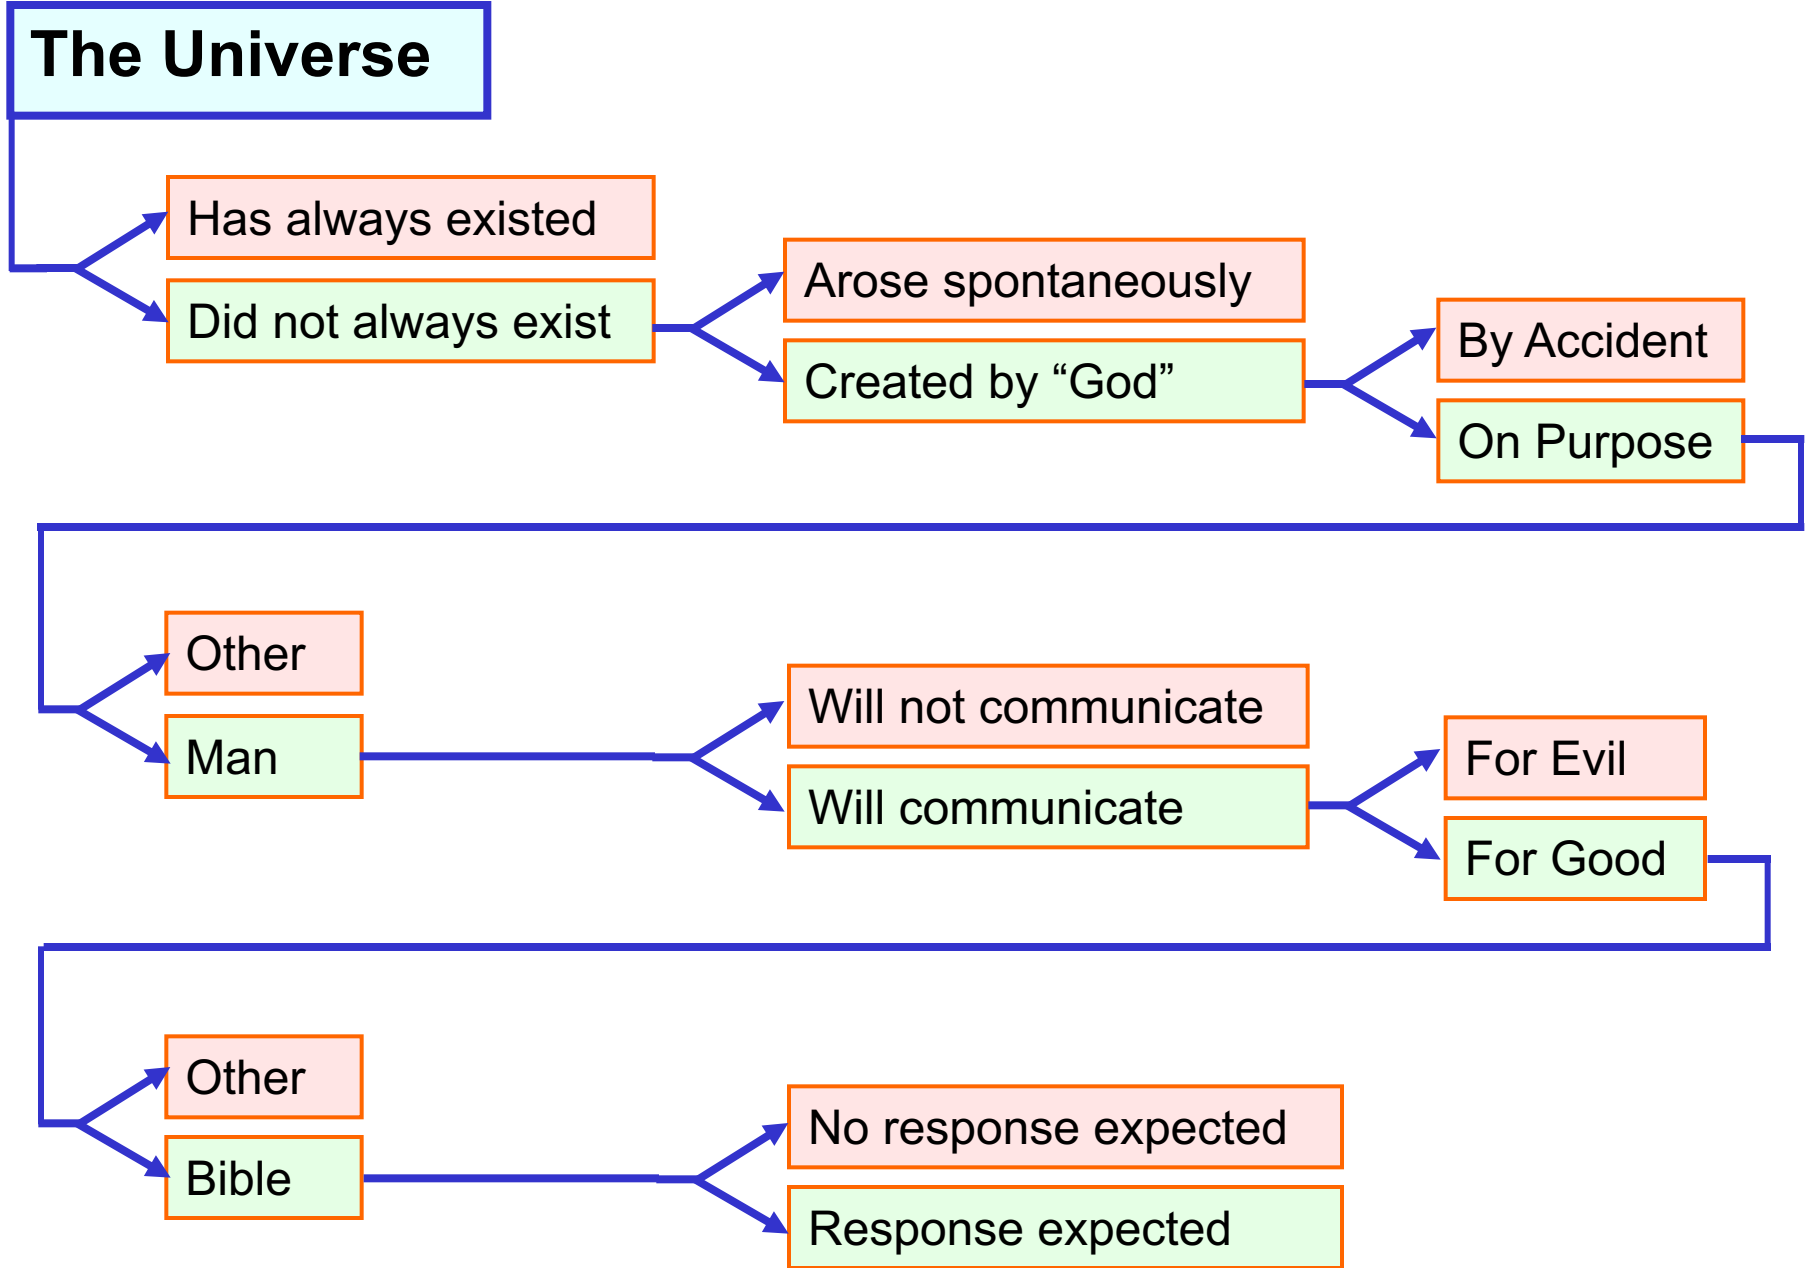 The Universe
Has always existed
Did not always exist
Arose spontaneously
Created by “God”
By Accident
On Purpose
Other
Man
Will not communicate
Will communicate
For Evil
For Good
Other
Bible
No response expected
Response expected